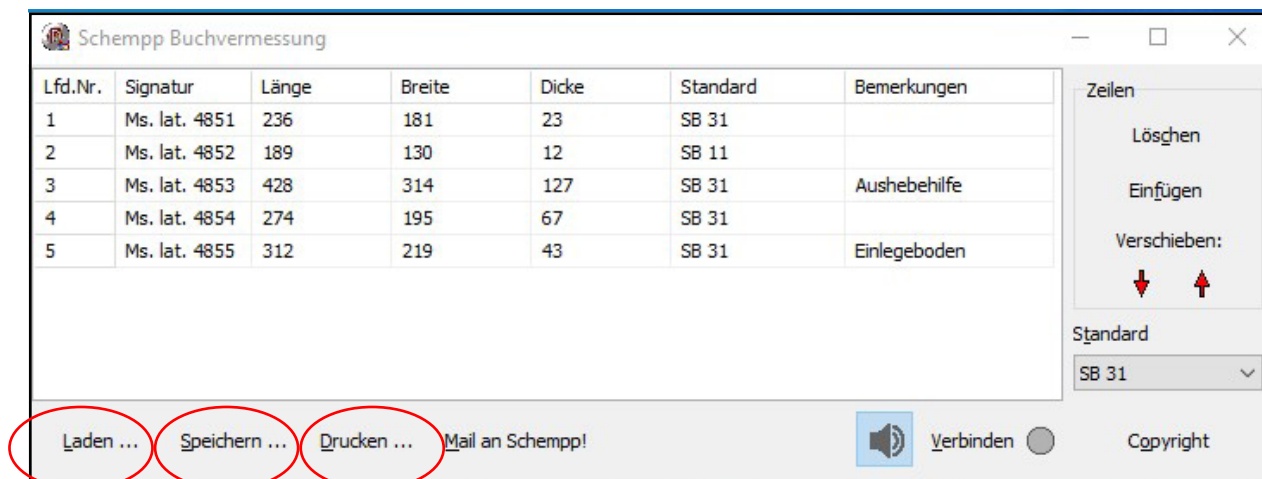 Schempp Buchvermessung
Lfd.Nr. Signatur Länge Breite Dicke Standard Bemerkungen
1 Ms. lat. 4851 236 181 23 SB 31
2 Ms. lat. 4852 189 130 12 SB 11
3 Ms. lat. 4853 428 314 127 SB 31 Aushebehilfe
4 Ms. lat. 4854 274 195 67 SB 31
5 Ms. lat. 4855 312 219 43 SB 31 Einlegeboden
Zeilen
Löschen
Einfügen
Verschieben:
Standard
SB 31
Laden ... Speichern ... Drucken ... Mail an Schempp! Verbinden Copyright